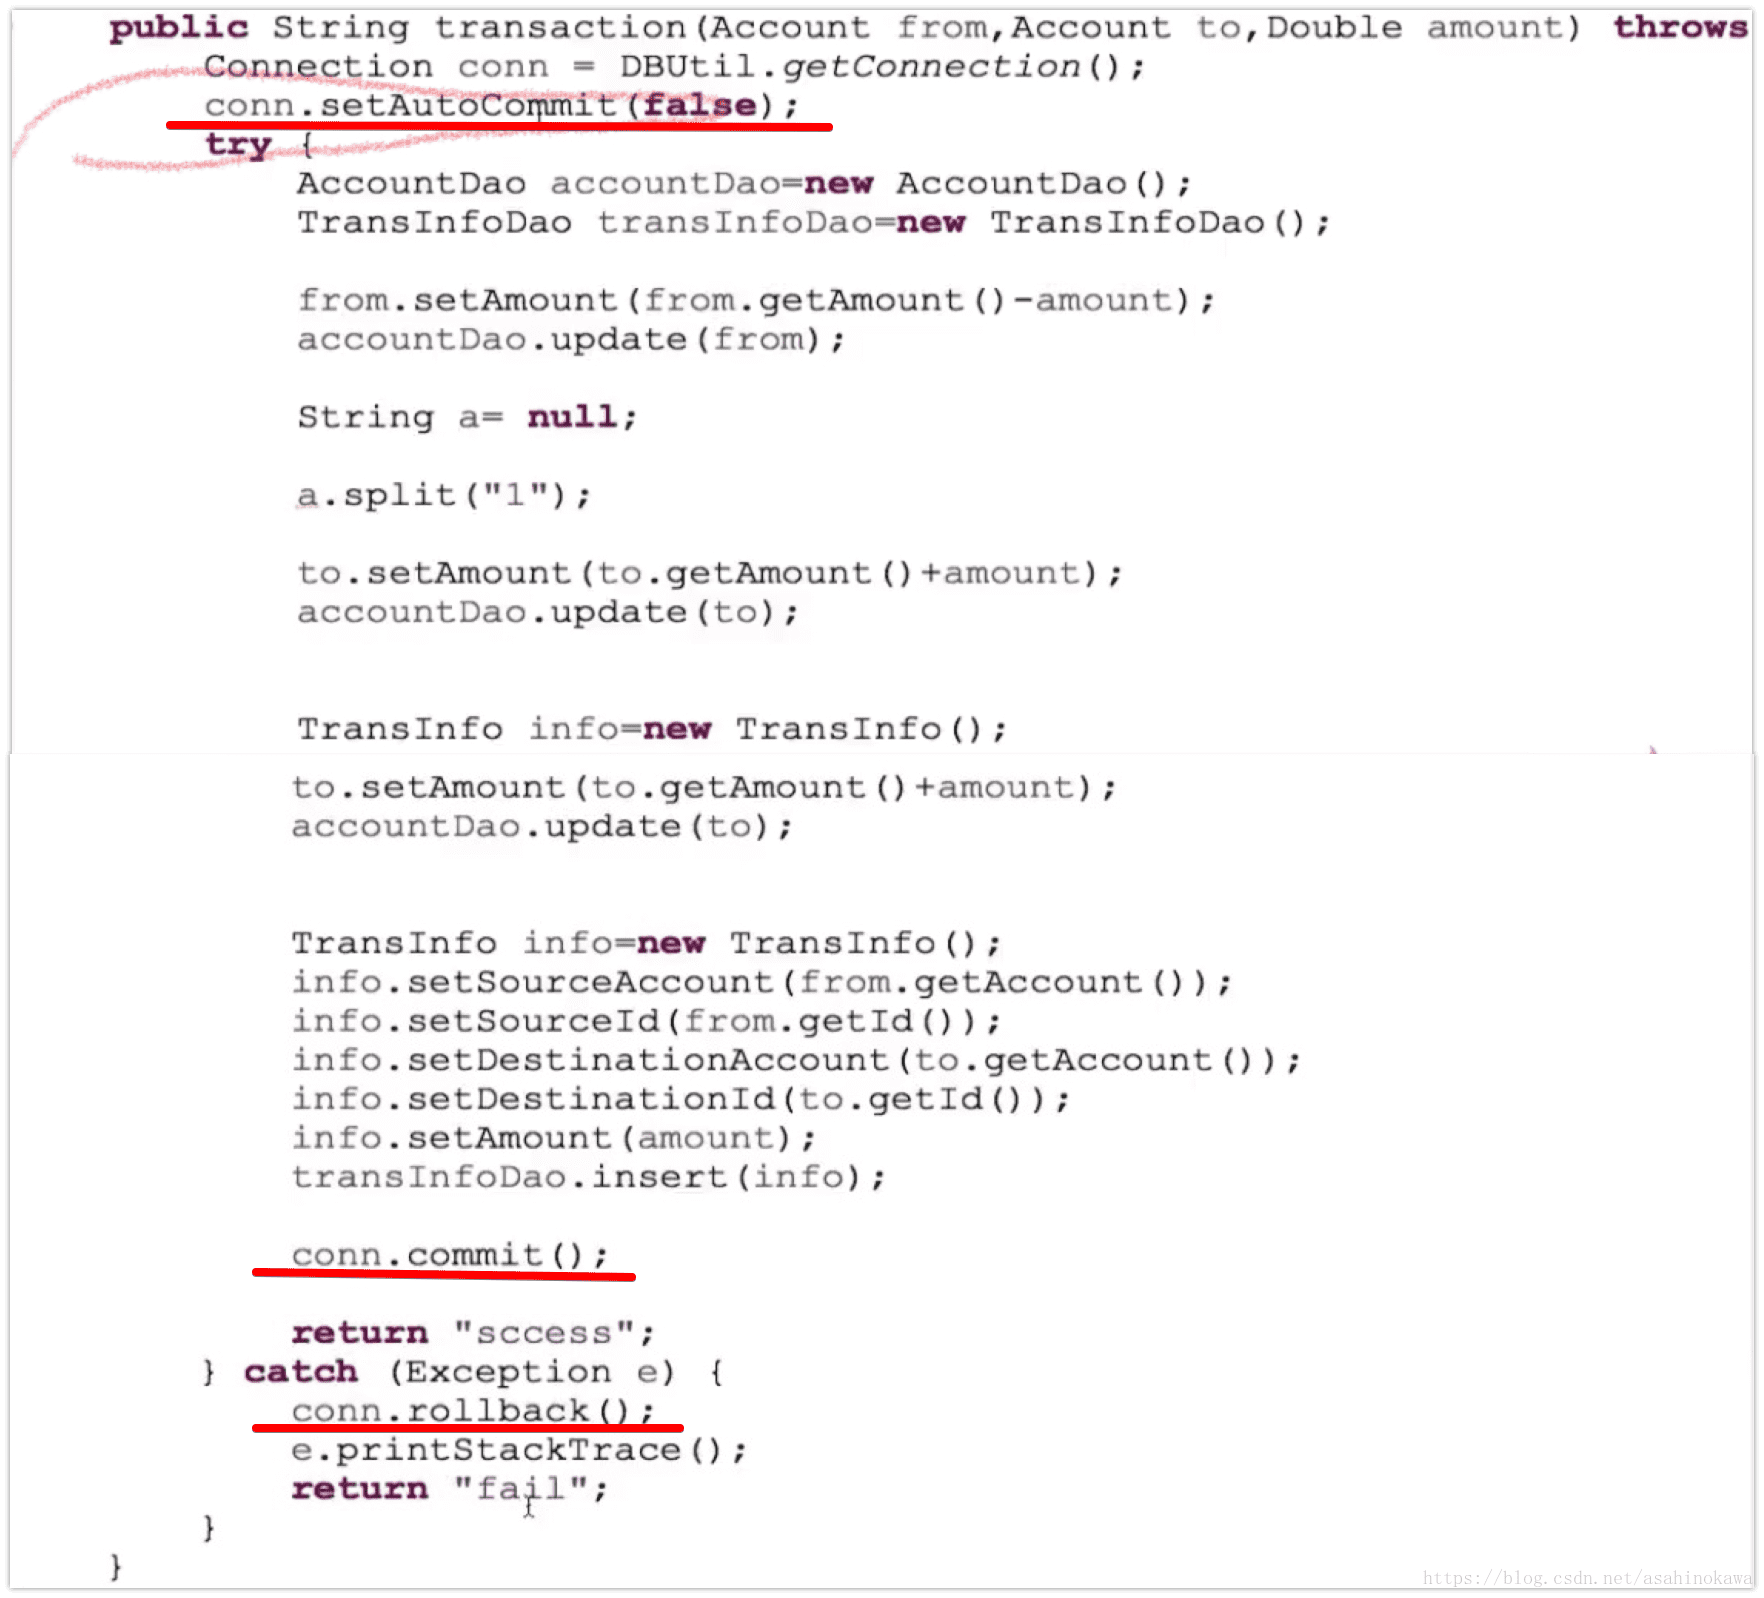 public String transaction(Account from,Account to,Double amount) throws
Connection conn = DBUtil.getConnection();
conn.setAutoCommit(false);
try {
AccountDao accountDao=new AccountDao();
TransInfoDao transInfoDao=new TransInfoDao();
from.setAmount(from.getAmount()-amount);
accountDao.update(from);
String a= null;
a.split("1");
to.setAmount(to.getAmount()+amount);
accountDao.update(to);
TransInfo info=new TransInfo();
to.setAmount(to.getAmount()+amount);
accountDao.update(to);
TransInfo info=new TransInfo();
info.setSourceAccount(from.getAccount());
info.setSourceId(from.getId());
info.setDestinationAccount(to.getAccount());
info.setDestinationId(to.getId());
info.setAmount(amount);
transInfoDao.insert(info);
conn.commit();
return "sccess";
} catch (Exception e) {
conn.rollback();
e.printStackTrace();
return "fail";
}
}
https://blog.csdn.net/asahinokawa